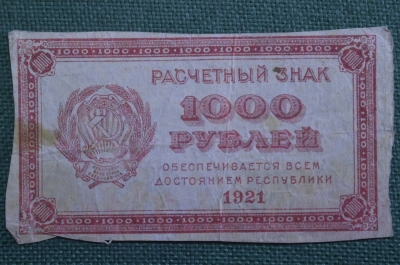 РАСЧЕТНЫЙ ЗНАК
1000
РУБЛЕЙ
ОБЕСПЕЧИВАЕТСЯ ВСЕМ
ДОСТОЯНИЕМ РЕСПУБЛИКИ
1921